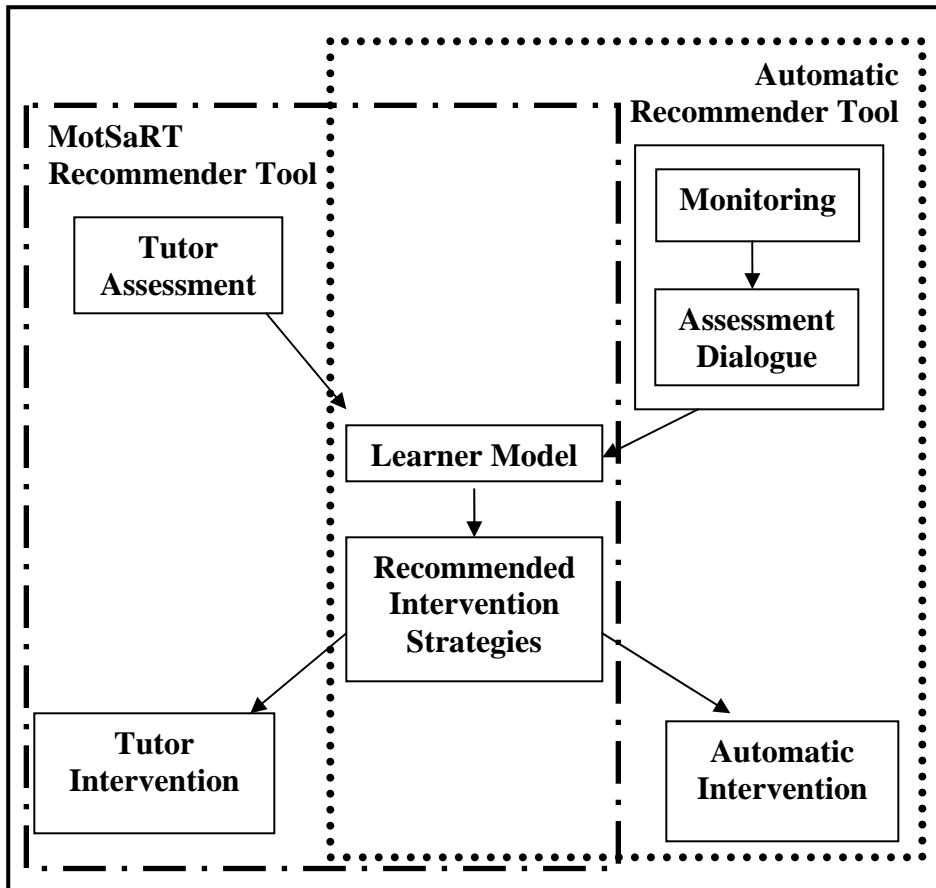 Automatic
Recommender Tool
MotSaRT
Recommender Tool
Monitoring
Tutor
Assessment
Assessment
Dialogue
Learner Model
Recommended
Intervention
Strategies
Tutor
Intervention
Automatic
Intervention